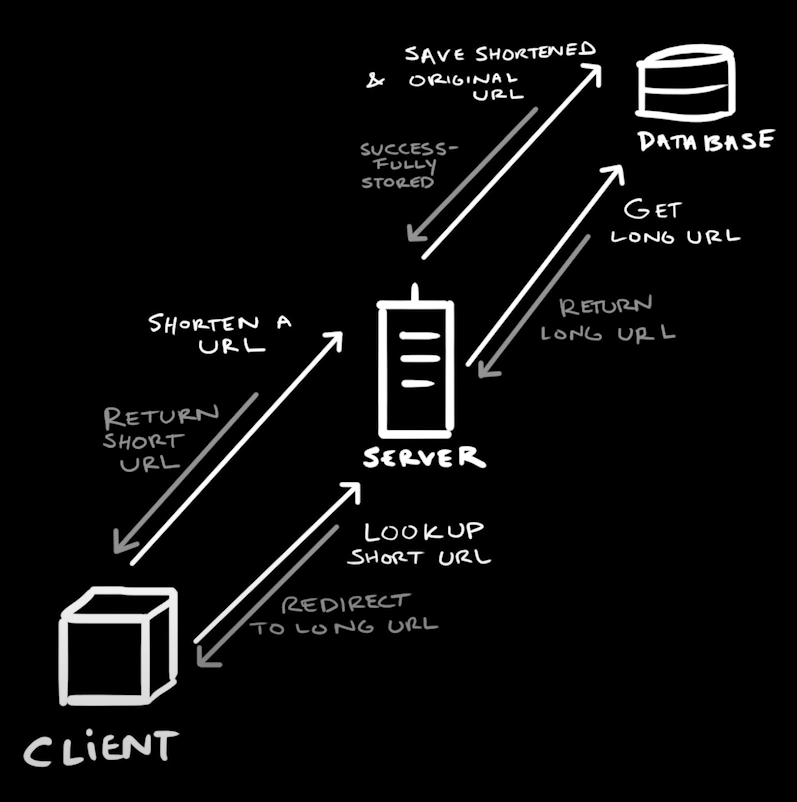 SAVE SHORTENED
& ORIGINAL
URL
DATABASE
SUCCESS-
FULLY
STORED
GET
LONG URL
RETURN
LONG URL
SHORTEN A
URL
RETURN
SHORT
URL
SERVER
LOOKUP
SHORT URL
REDIRECT
TO LONG URL
CLiENT